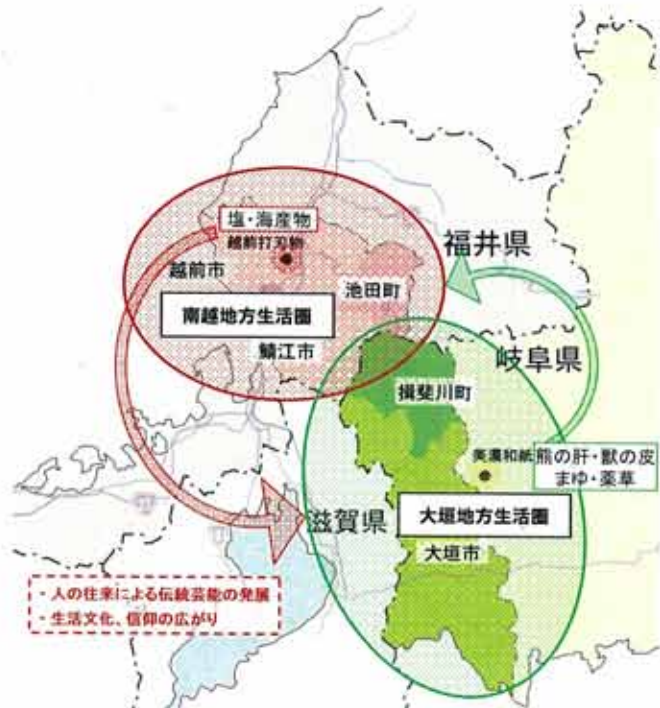 塩・海産物
越前打刃物
越前市
福井県
池田町
南越地方生活圏
鯖江市
岐阜県
揖斐川町
美濃和紙
熊の肝・獣の皮
まゆ・薬草
滋賀県
大垣地方生活圏
大垣市
・人の往来による伝統芸能の発展
・生活文化、信仰の広がり